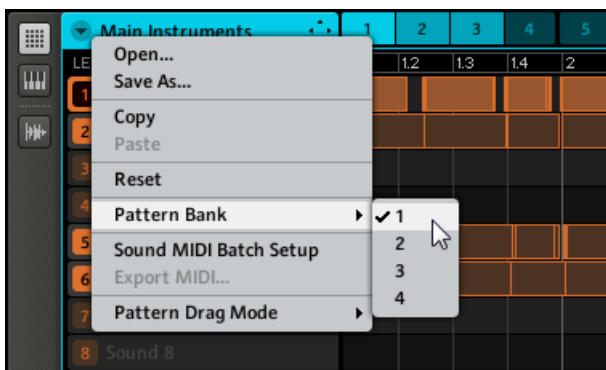 Main Instruments
1 2 3 4 5
LE
1.2 1.3 1.4 2
Open...
Save As...
Copy
Paste
Reset
Pattern Bank
Sound MIDI Batch Setup
Export MIDI...
Pattern Drag Mode
1
2
3
4
1
2
3
4
5
6
7
8 Sound 8